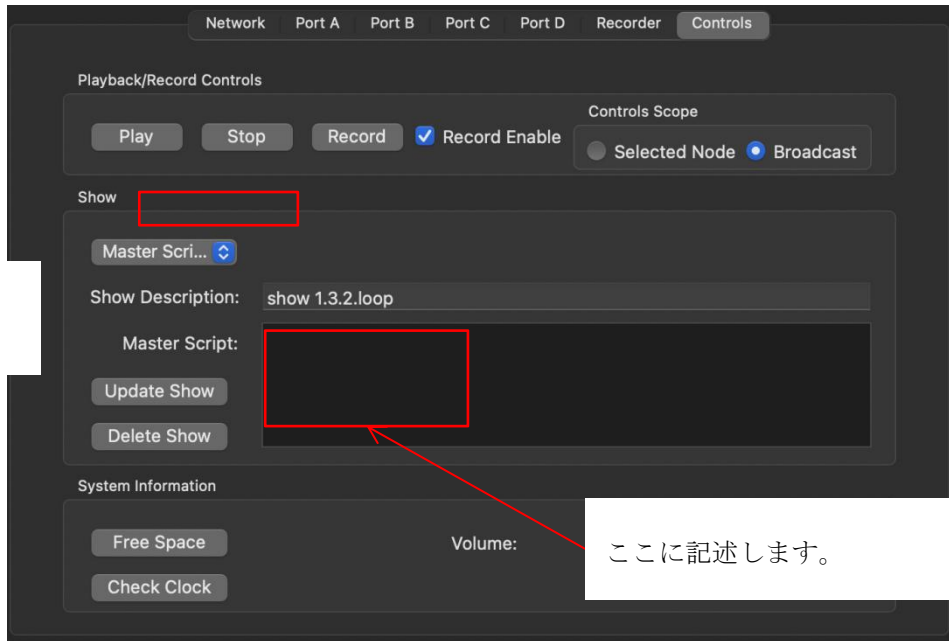 Network Port A Port B Port C Port D Recorder Controls
Playback/Record Controls
Controls Scope
Play Stop Record Record Enable
Selected Node Broadcast
Show
Master Scri...
Show Description: show 1.3.2.loop
Master Script:
Update Show
Delete Show
System Information
Free Space Volume:
ここに記述します。
Check Clock